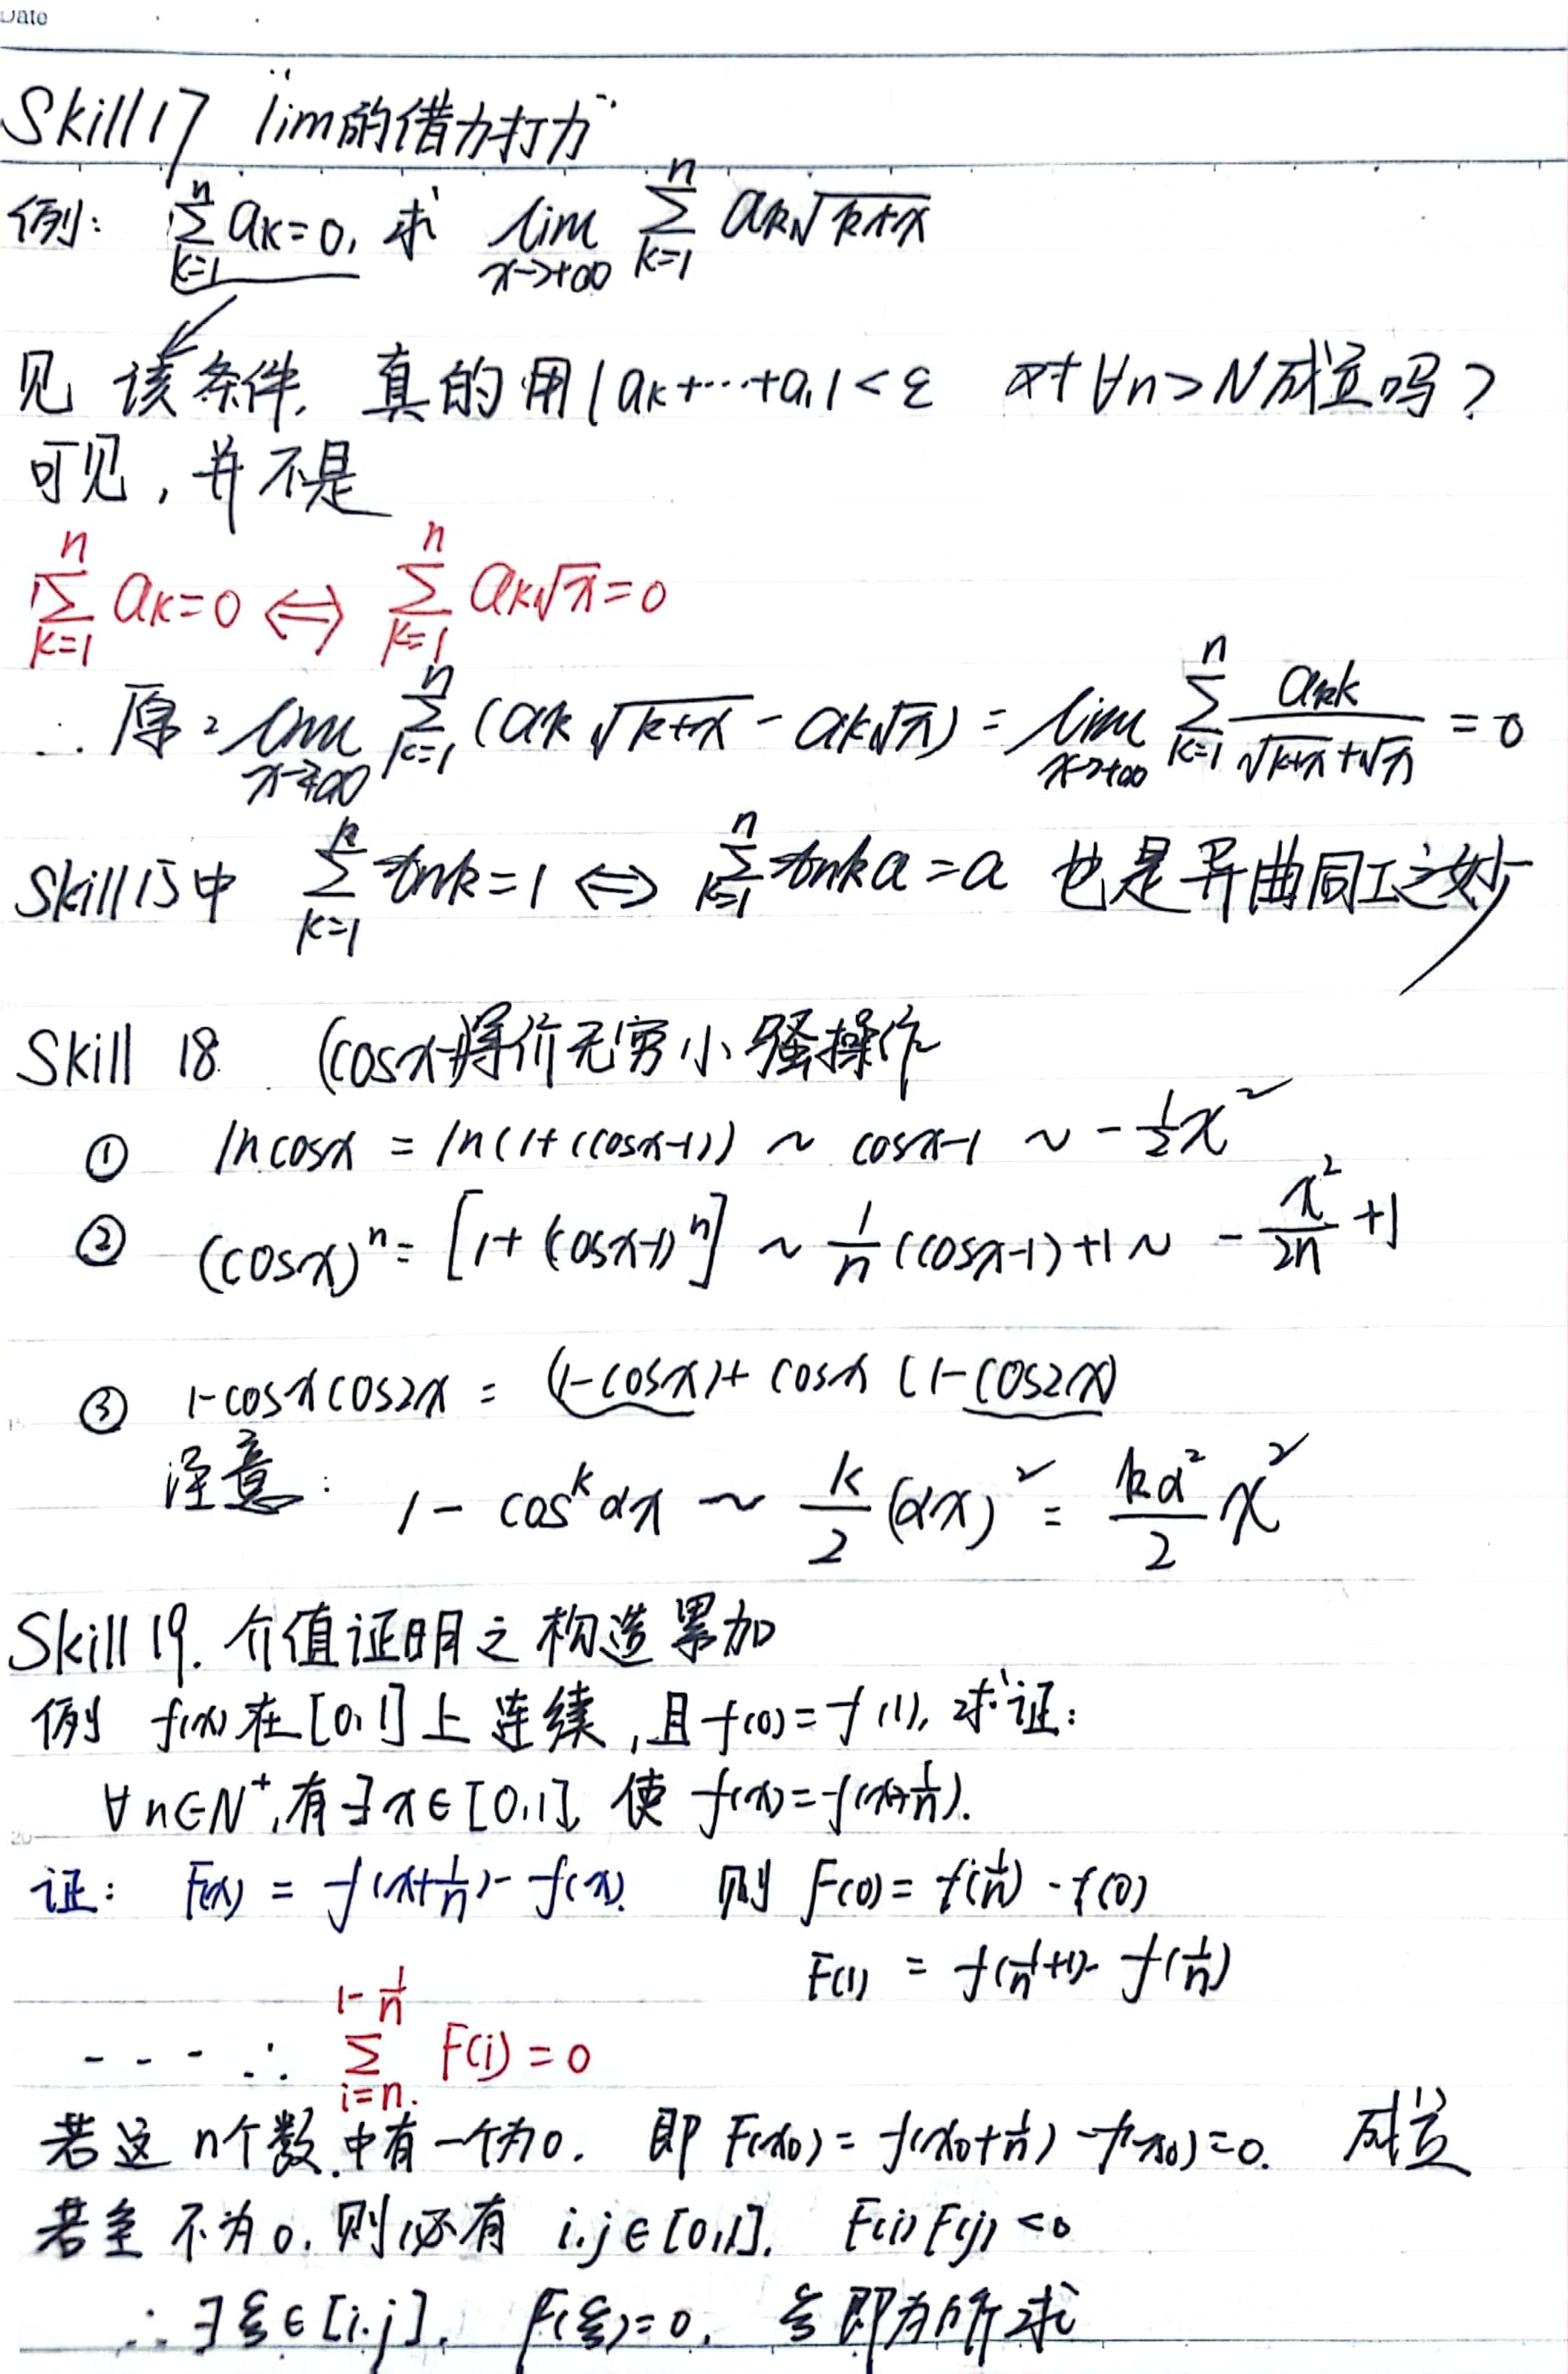 Date
Skill 17 lim的“借力打力”
例: $\sum_{k=1}^{n} a_k=0$, 求 $\lim_{x\to+\infty} \sum_{k=1}^{n} a_k\sqrt{k+x}$
见 该条件, 真的用 $|a_k+\cdots+a_1|<\varepsilon$ 对 $\forall n>N$ 成立吗?
可见, 并不是
$\sum_{k=1}^{n} a_k=0 \Leftrightarrow \sum_{k=1}^{n} a_k\sqrt{x}=0$
∴ 原 = $\lim_{x\to+\infty} \sum_{k=1}^{n} (a_k\sqrt{k+x}-a_k\sqrt{x}) = \lim_{x\to+\infty} \sum_{k=1}^{n} \frac{a_k k}{\sqrt{k+x}+\sqrt{x}}=0$
Skill 15中 $\sum_{k=1}^{n} t_{nk}=1 \Leftrightarrow \sum_{k=1}^{n} t_{nk}a=a$ 也是异曲同工之妙
Skill 18. (cosx-1)等价无穷小骚操作
① $\ln\cos x=\ln(1+(\cos x-1)) \sim \cos x-1 \sim -\frac{1}{2}x^2$
② $(\cos x)^n=[1+(\cos x-1)^n] \sim \frac{1}{n}(\cos x-1)+1 \sim -\frac{x^2}{2n}+1$
③ $1-\cos x\cos 2x=(1-\cos x)+\cos x(1-\cos 2x)$
注意: $1-\cos^k \alpha x \sim \frac{k}{2}(\alpha x)^2=\frac{k\alpha^2}{2}x^2$
Skill 19. 介值证明之构造累加
例 f(x)在[0,1]上连续, 且f(0)=f(1), 求证:
$\forall n\in N^+$, 有 $\exists x\in[0,1]$, 使 $f(x)=f(x+\frac{1}{n})$.
证: $F(x)=f(x+\frac{1}{n})-f(x)$. 则 $F(0)=f(\frac{1}{n})-f(0)$
$F(1)=f(\frac{1}{n}+1)-f(\frac{1}{n})$
---- ∴ $\sum_{i=n.}^{1-\frac{1}{n}} F(i)=0$
若这n个数中有一个为0. 即 $F(x_0)=f(x_0+\frac{1}{n})-f(x_0)=0$. 成立
若全不为0, 则必有 $i,j\in[0,1]$. $F(i)F(j)<0$
∴ $\exists \xi\in[i,j]$. $F(\xi)=0$. ξ即为所求